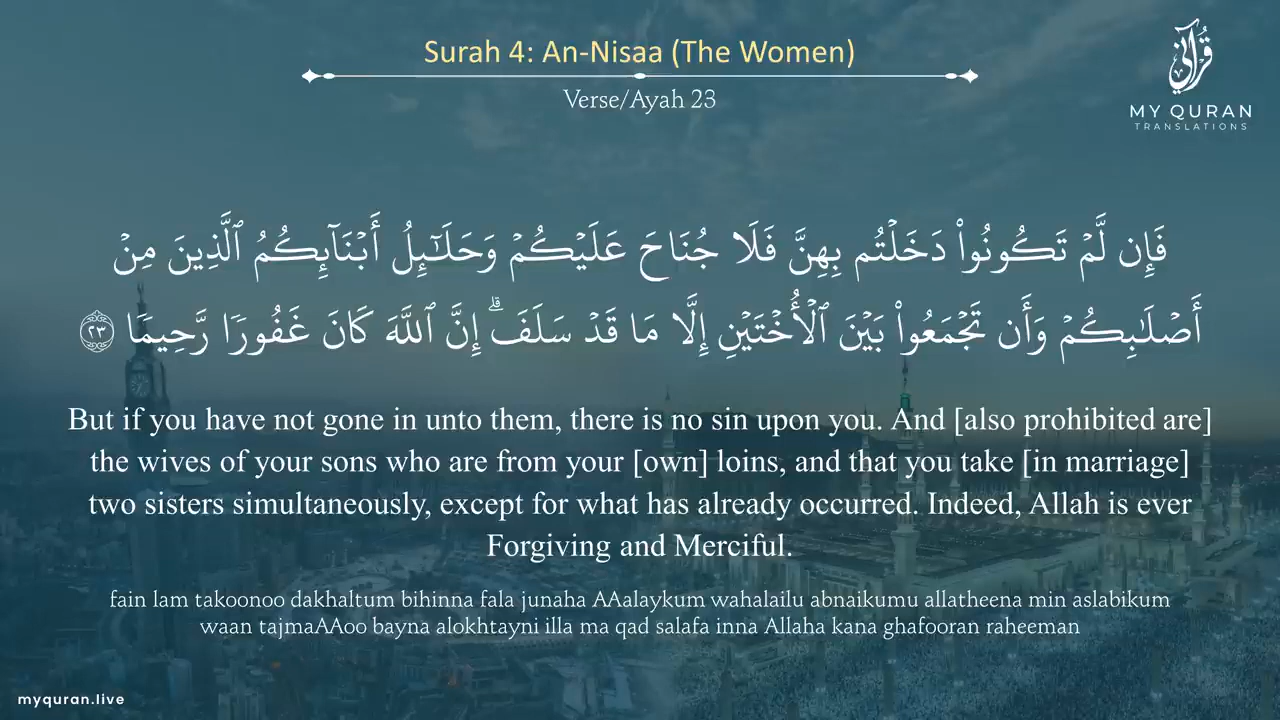 Surah 4: An-Nisaa (The Women)
Verse/Ayah 23
قرآني
MY QURAN
TRANSLATIONS
فَإِن لَّمْ تَكُونُوا۟ دَخَلْتُم بِهِنَّ فَلَا جُنَاحَ عَلَيْكُمْ وَحَلَـٰٓئِلُ أَبْنَآئِكُمُ ٱلَّذِينَ مِنْ
أَصْلَـٰبِكُمْ وَأَن تَجْمَعُوا۟ بَيْنَ ٱلْأُخْتَيْنِ إِلَّا مَا قَدْ سَلَفَ ۗ إِنَّ ٱللَّهَ كَانَ غَفُورًا رَّحِيمًا ٢٣
But if you have not gone in unto them, there is no sin upon you. And [also prohibited are]
the wives of your sons who are from your [own] loins, and that you take [in marriage]
two sisters simultaneously, except for what has already occurred. Indeed, Allah is ever
Forgiving and Merciful.
fain lam takoonoo dakhaltum bihinna fala junaha AAalaykum wahalailu abnaikumu allatheena min aslabikum
waan tajmaAAoo bayna alokhtayni illa ma qad salafa inna Allaha kana ghafooran raheeman
myquran.live